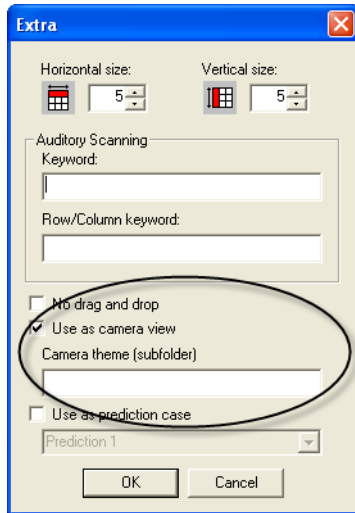 Extra
Horizontal size: Vertical size:
5 5
Auditory Scanning
Keyword:
Row/Column keyword:
No drag and drop
Use as camera view
Camera theme (subfolder)
Use as prediction case
Prediction 1
OK Cancel